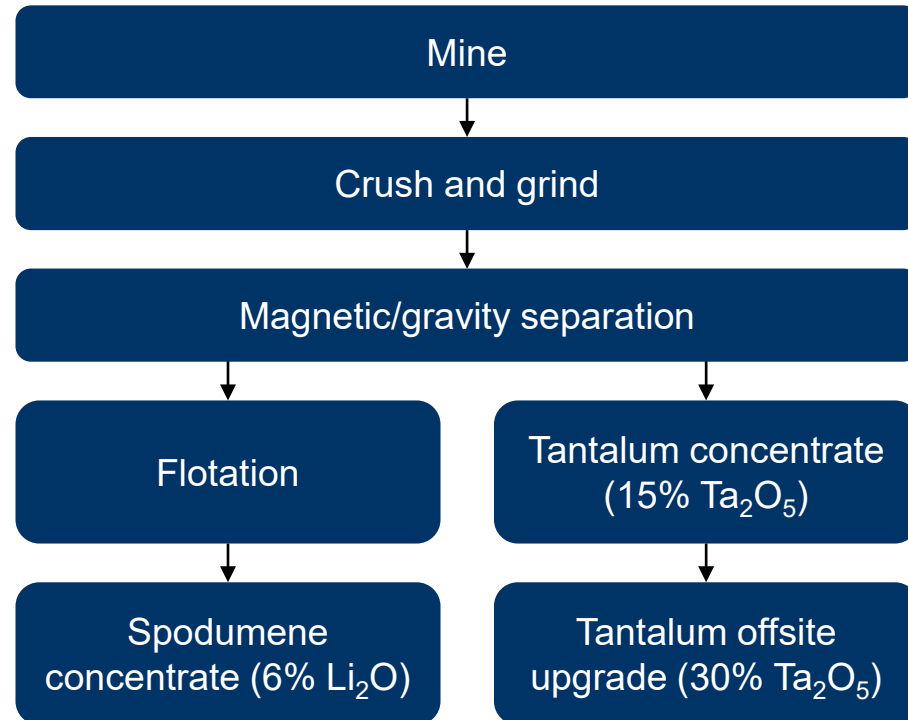 Mine
Crush and grind
Magnetic/gravity separation
Flotation
Tantalum concentrate
(15% Ta₂O₅)
Spodumene
concentrate (6% Li₂O)
Tantalum offsite
upgrade (30% Ta₂O₅)